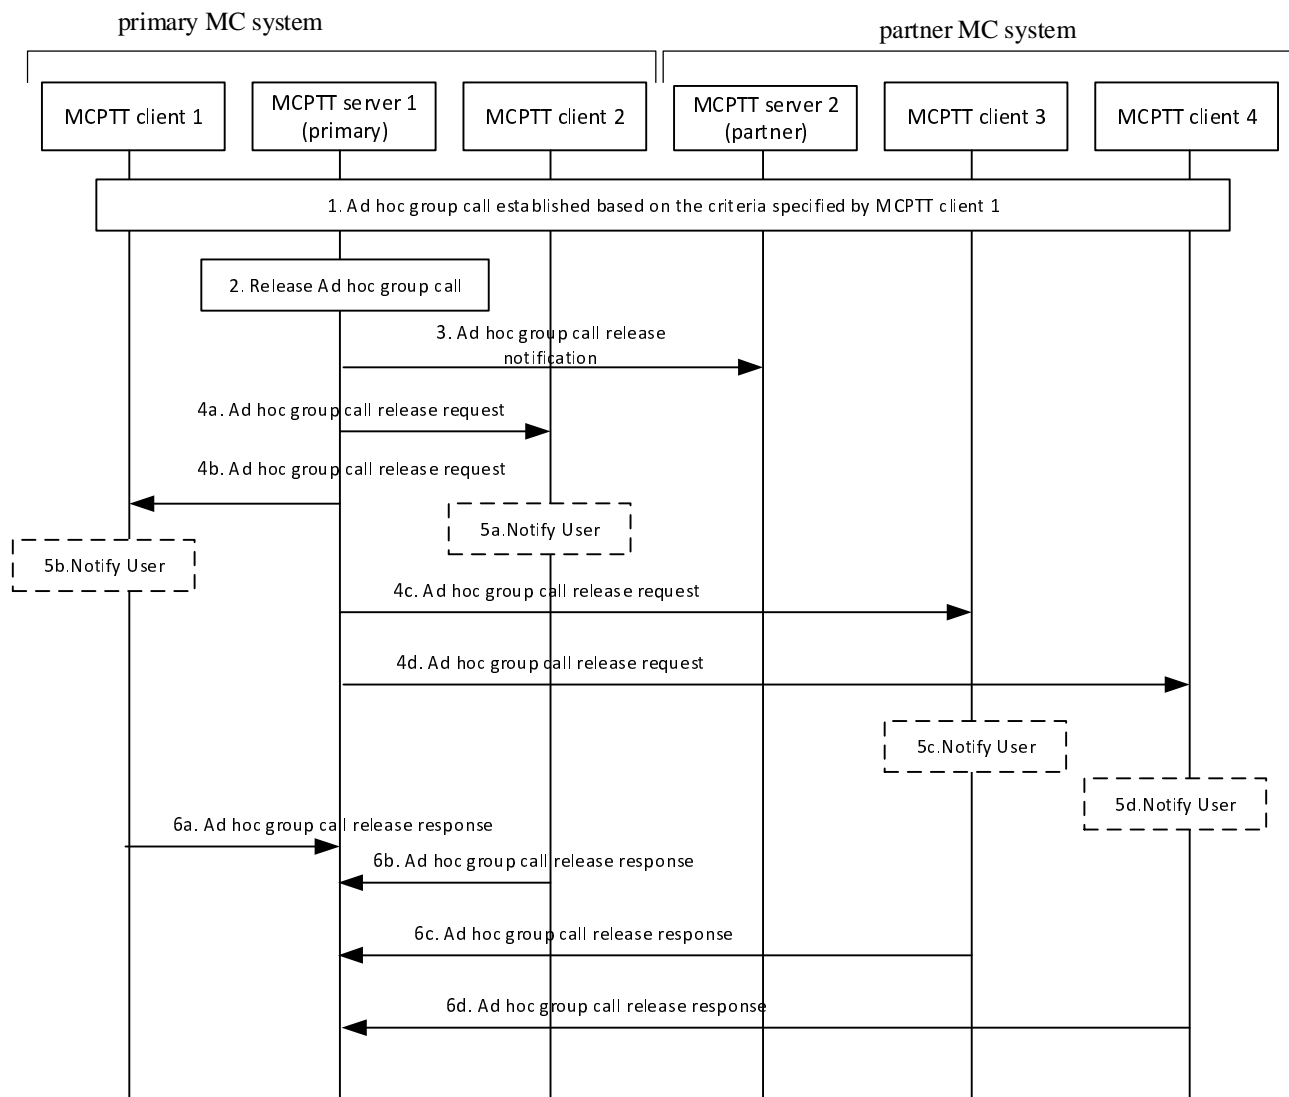 primary MC system
partner MC system
MCPTT client 1
MCPTT server 1
(primary)
MCPTT client 2
MCPTT server 2
(partner)
MCPTT client 3
MCPTT client 4
1. Ad hoc group call established based on the criteria specified by MCPTT client 1
2. Release Ad hoc group call
3. Ad hoc group call release
notification
4a. Ad hoc group call release request
4b. Ad hoc group call release request
5a.Notify User
5b.Notify User
4c. Ad hoc group call release request
4d. Ad hoc group call release request
5c.Notify User
5d.Notify User
6a. Ad hoc group call release response
6b. Ad hoc group call release response
6c. Ad hoc group call release response
6d. Ad hoc group call release response